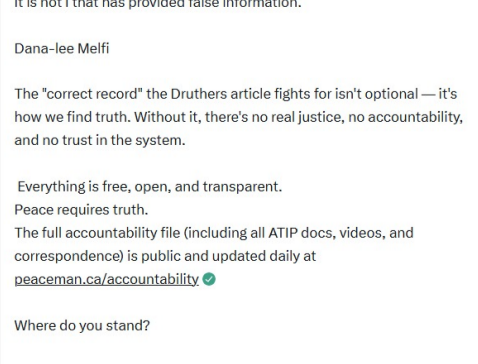 it is not I that has provided false information.
Dana-lee Melfi
The "correct record" the Druthers article fights for isn't optional — it's
how we find truth. Without it, there's no real justice, no accountability,
and no trust in the system.
Everything is free, open, and transparent.
Peace requires truth.
The full accountability file (including all ATIP docs, videos, and
correspondence) is public and updated daily at
peaceman.ca/accountability
Where do you stand?